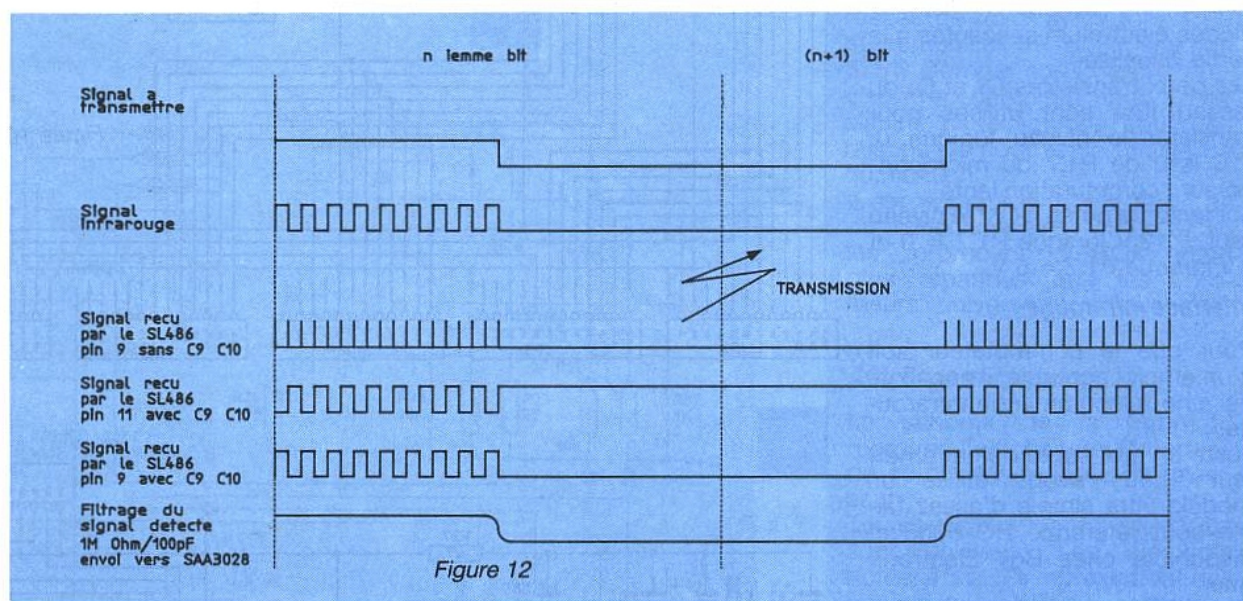 n ieme bit
(n+1) bit
Signal a
transmettre
Signal
infrarouge
TRANSMISSION
Signal recu
par le SL486
pin 9 sans C9 C10
Signal recu
par le SL486
pin 11 avec C9 C10
Signal recu
par le SL486
pin 9 avec C9 C10
Filtrage du
signal detecte
1M Ohm/100pF
envoi vers SAA3028
Figure 12